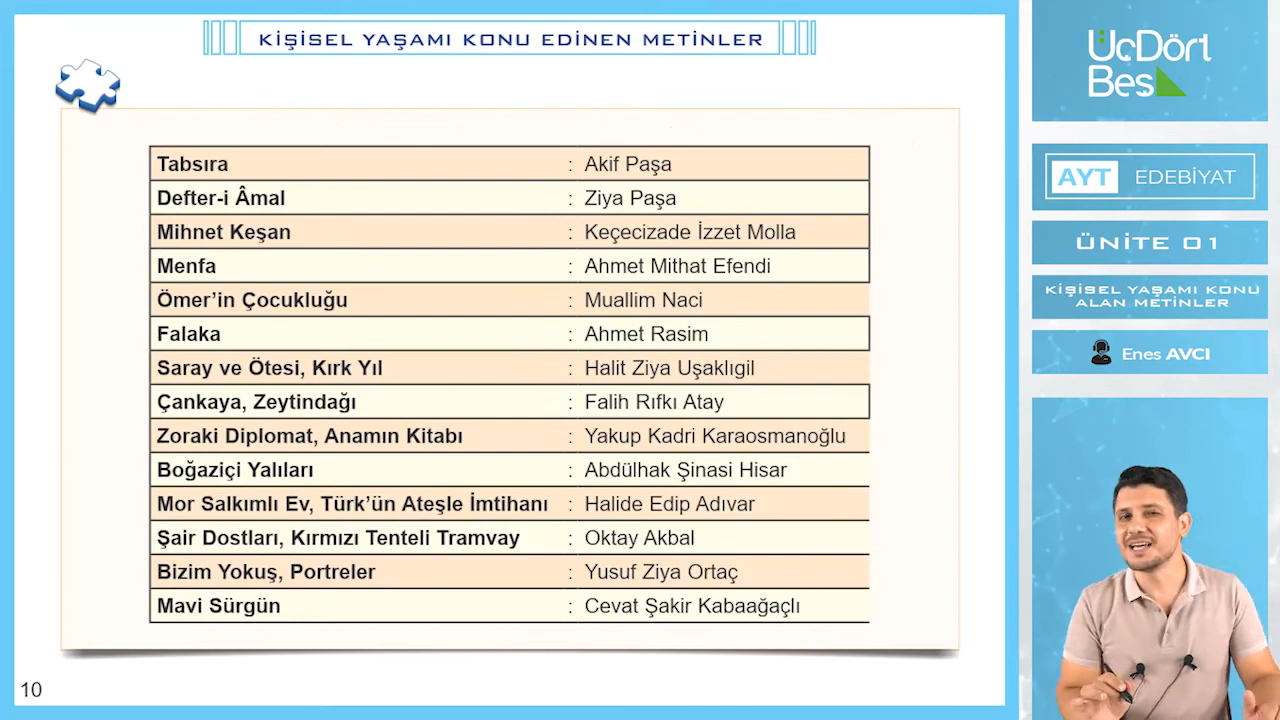 KİŞİSEL YAŞAMI KONU EDİNEN METİNLER
Tabsıra : Akif Paşa
Defter-i Âmal : Ziya Paşa
Mihnet Keşan : Keçecizade İzzet Molla
Menfa : Ahmet Mithat Efendi
Ömer’in Çocukluğu : Muallim Naci
Falaka : Ahmet Rasim
Saray ve Ötesi, Kırk Yıl : Halit Ziya Uşaklıgil
Çankaya, Zeytindağı : Falih Rıfkı Atay
Zoraki Diplomat, Anamın Kitabı : Yakup Kadri Karaosmanoğlu
Boğaziçi Yalıları : Abdülhak Şinasi Hisar
Mor Salkımlı Ev, Türk’ün Ateşle İmtihanı : Halide Edip Adıvar
Şair Dostları, Kırmızı Tenteli Tramvay : Oktay Akbal
Bizim Yokuş, Portreler : Yusuf Ziya Ortaç
Mavi Sürgün : Cevat Şakir Kabaağaçlı
10
ÜçDört
Beş
AYT EDEBİYAT
ÜNİTE 01
KİŞİSEL YAŞAMI KONU
ALAN METİNLER
Enes AVCI